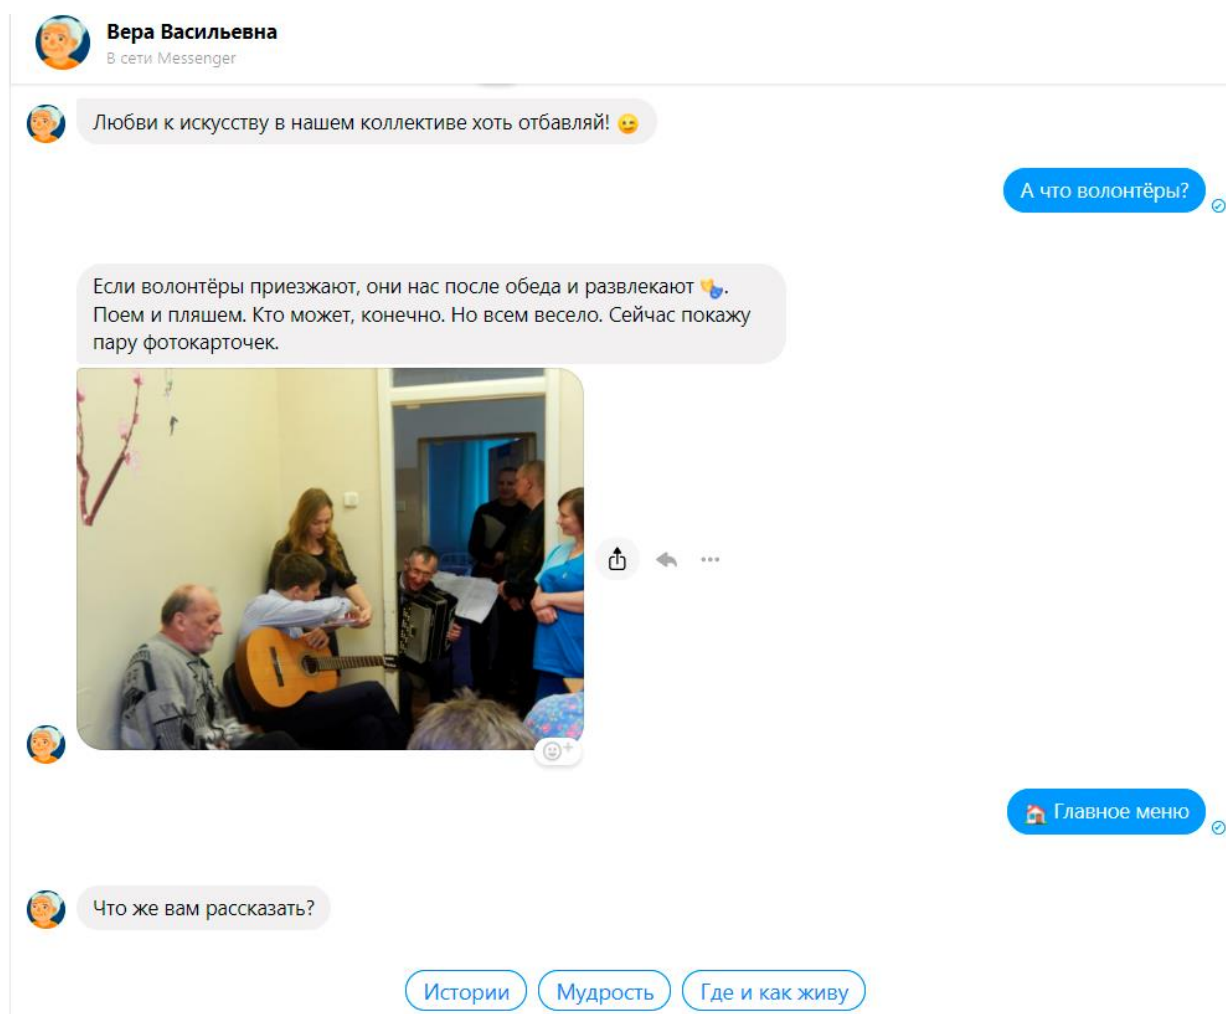 Вера Васильевна
В сети Messenger
Любви к искусству в нашем коллективе хоть отбавляй! 😉
А что волонтёры?
Если волонтёры приезжают, они нас после обеда и развлекают 🎭.
Поем и пляшем. Кто может, конечно. Но всем весело. Сейчас покажу
пару фотокарточек.
🏠 Главное меню
Что же вам рассказать?
Истории
Мудрость
Где и как живу